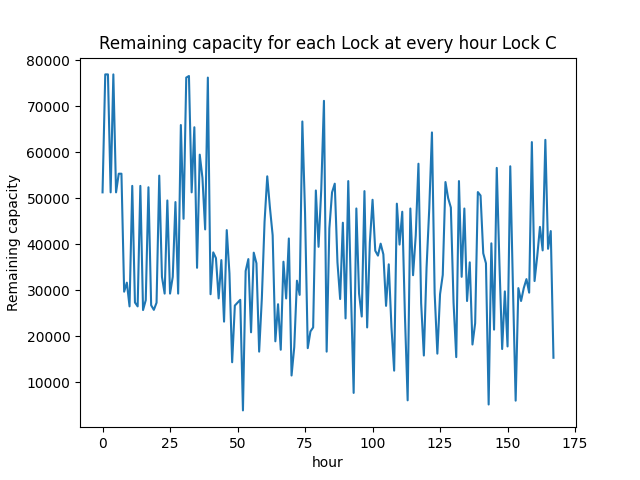 Remaining capacity for each Lock at every hour Lock C
80000
70000
60000
50000
40000
30000
20000
10000
Remaining capacity
0 25 50 75 100 125 150 175
hour